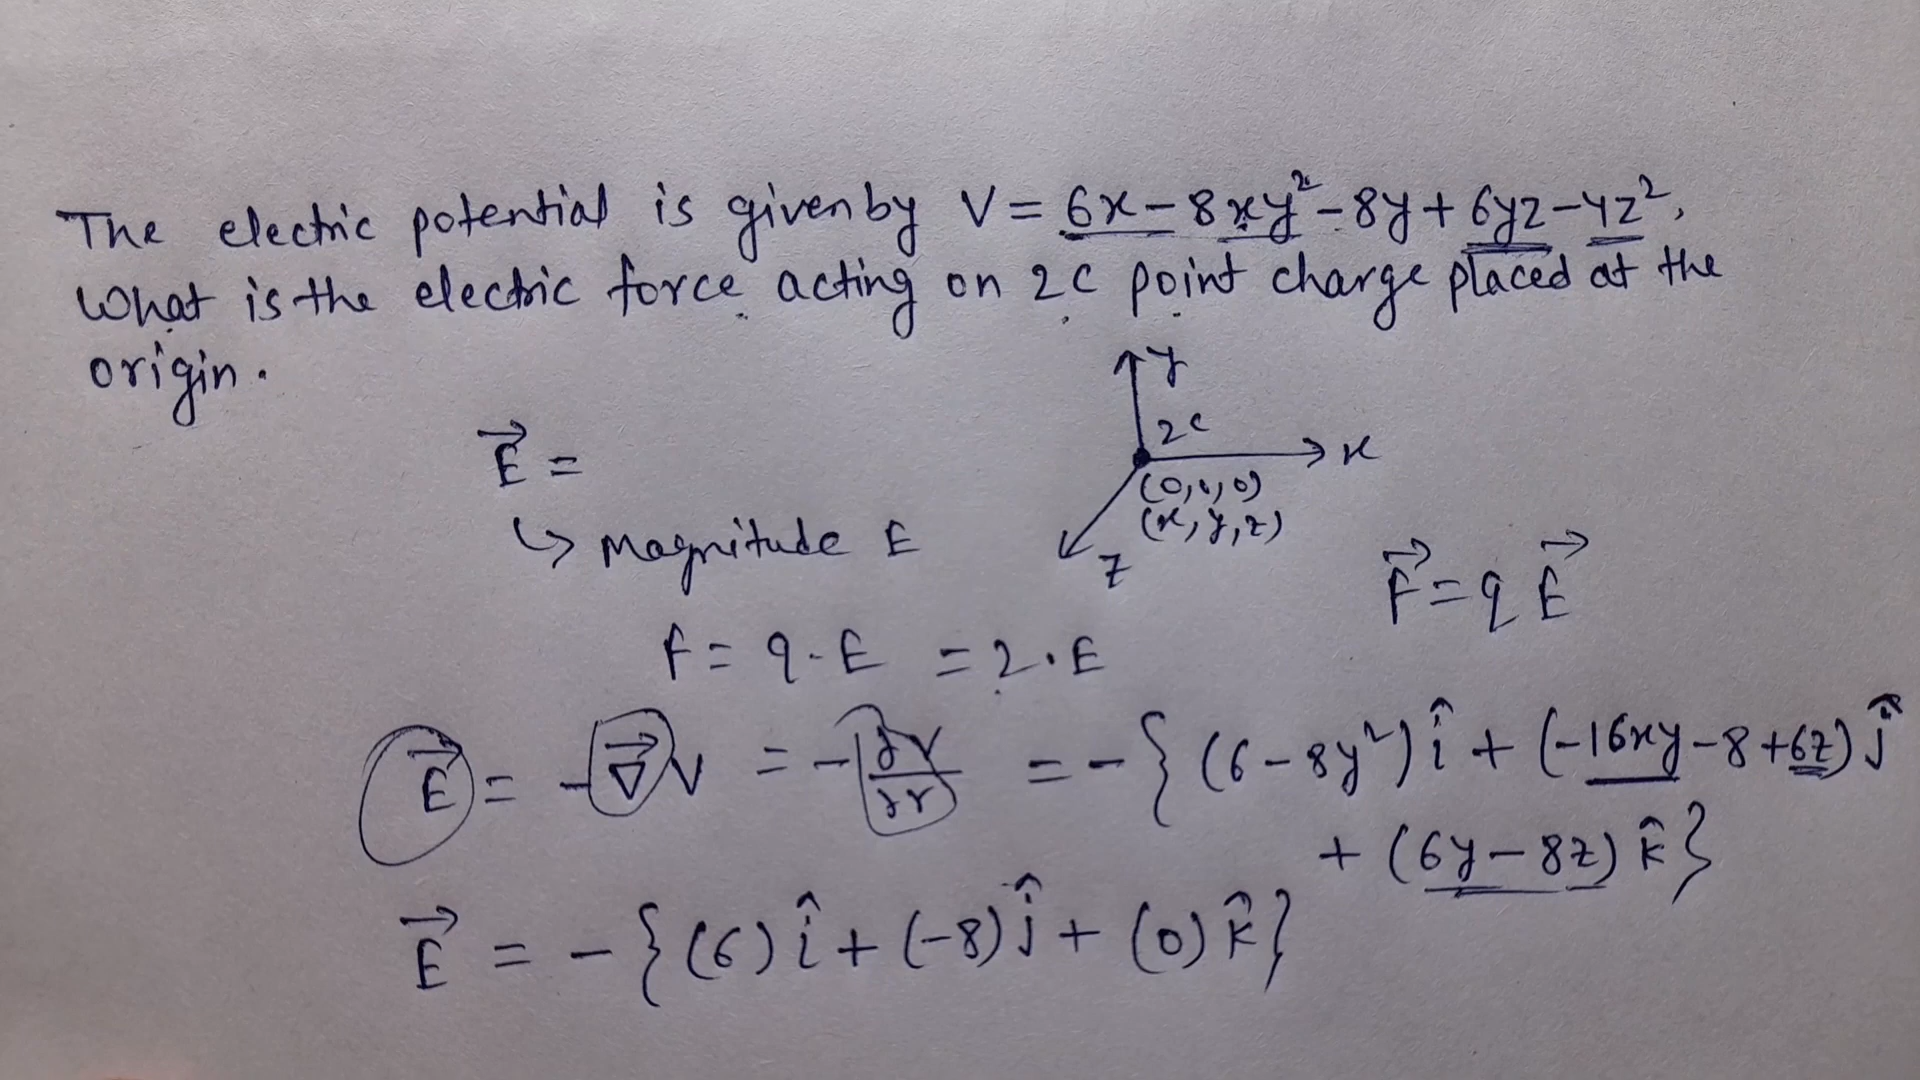 The electric potential is given by V = 6x - 8xy² - 8y + 6yz - 4z²,
What is the electric force acting on 2C point charge placed at the
origin.
y
2C
E⃗ =
x
(0,0,0)
↳ Magnitude E
(x,y,z)
z
F⃗ = q E⃗
F = q·E = 2·E
E⃗ = -∇⃗V = -∂V/∂r = -{(6-8y²)î + (-16xy-8+6z)ĵ
+ (6y-8z)k̂}
E⃗ = -{(6)î + (-8)ĵ + (0)k̂}